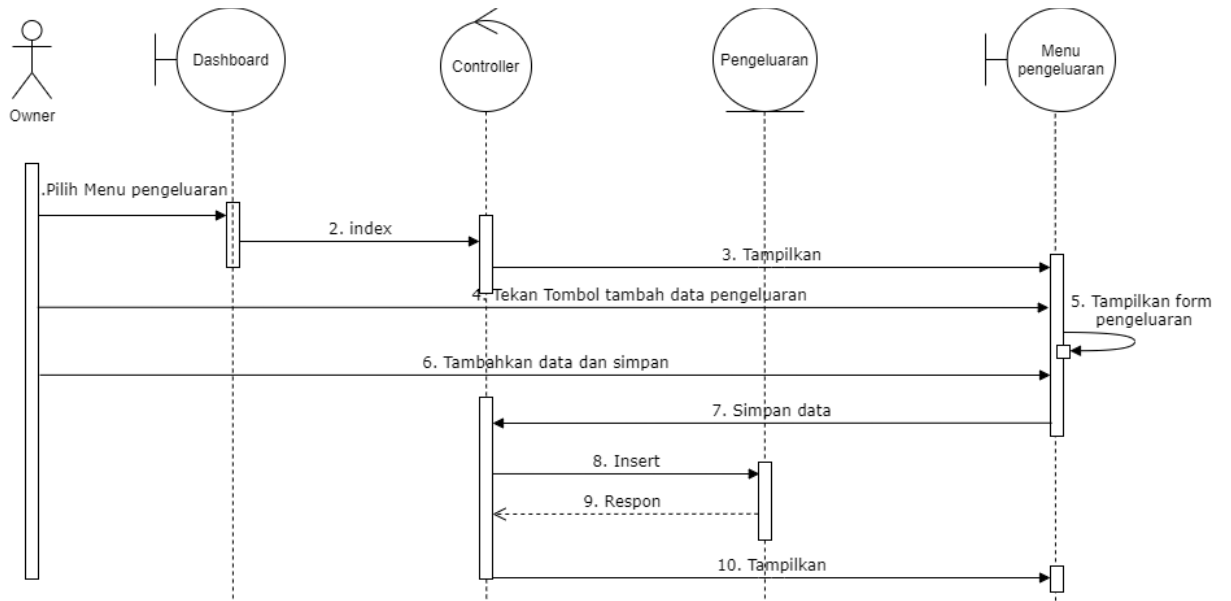 Dashboard
Controller
Pengeluaran
Menu
pengeluaran
Owner
.Pilih Menu pengeluaran
2. index
3. Tampilkan
4. Tekan Tombol tambah data pengeluaran
5. Tampilkan form
pengeluaran
6. Tambahkan data dan simpan
7. Simpan data
8. Insert
9. Respon
10. Tampilkan